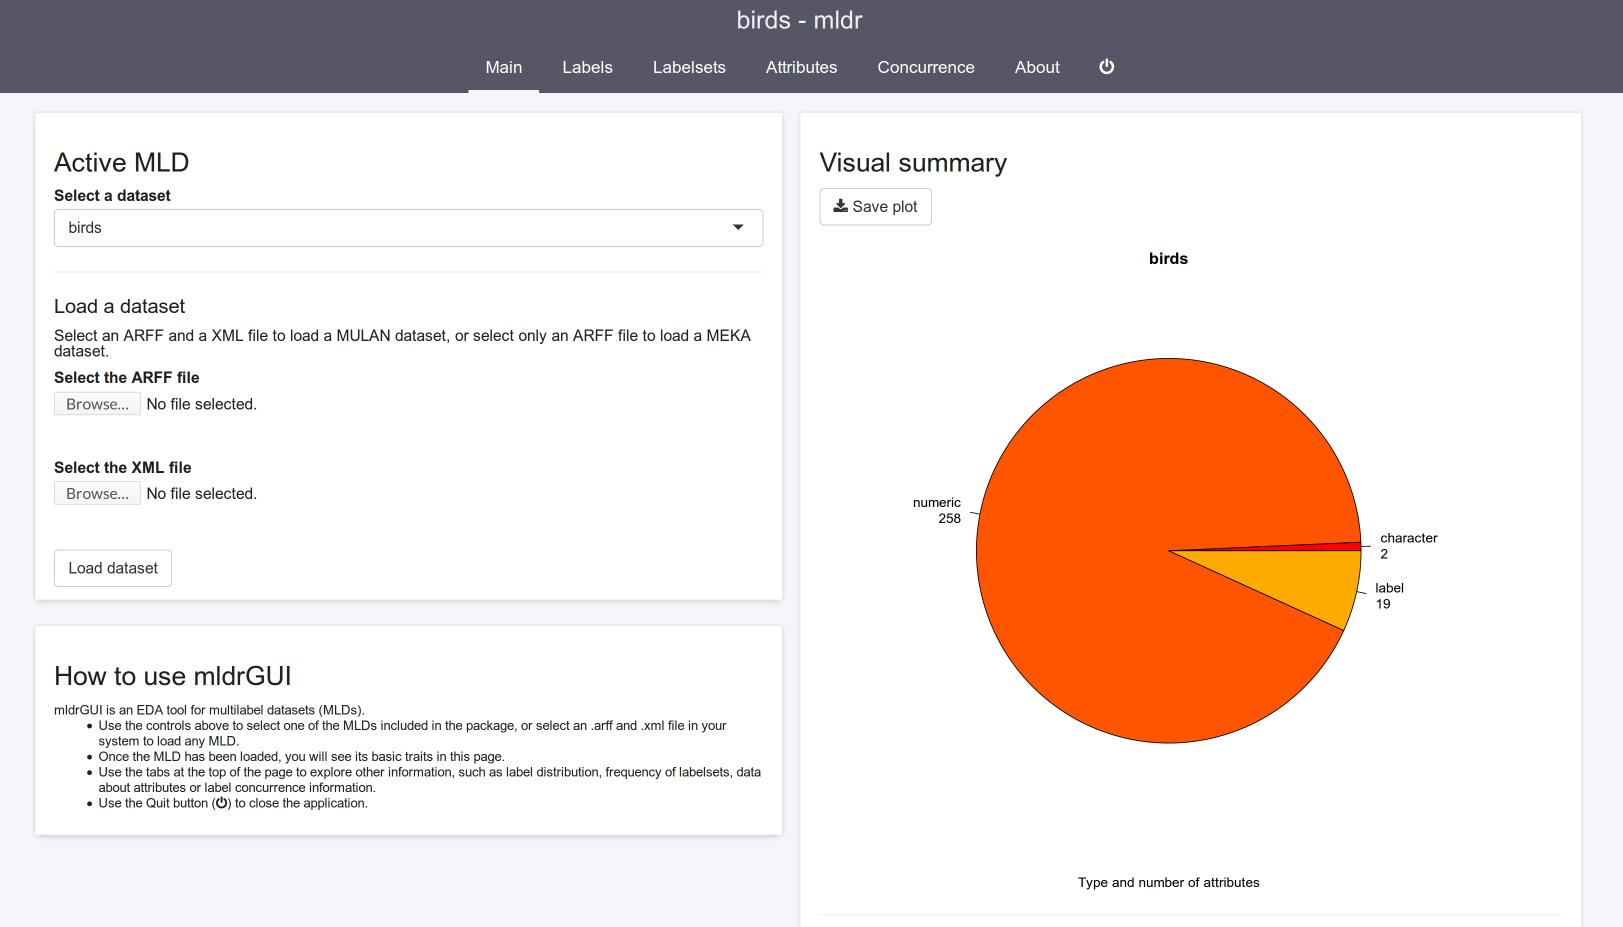 birds - mldr
Main Labels Labelsets Attributes Concurrence About
Active MLD
Select a dataset
birds
Load a dataset
Select an ARFF and a XML file to load a MULAN dataset, or select only an ARFF file to load a MEKA
dataset.
Select the ARFF file
Browse... No file selected.
Select the XML file
Browse... No file selected.
Load dataset
How to use mldrGUI
mldrGUI is an EDA tool for multilabel datasets (MLDs).
• Use the controls above to select one of the MLDs included in the package, or select an .arff and .xml file in your
system to load any MLD.
• Once the MLD has been loaded, you will see its basic traits in this page.
• Use the tabs at the top of the page to explore other information, such as label distribution, frequency of labelsets, data
about attributes or label concurrence information.
• Use the Quit button (⏻) to close the application.
Visual summary
Save plot
birds
numeric
258
character
2
label
19
Type and number of attributes